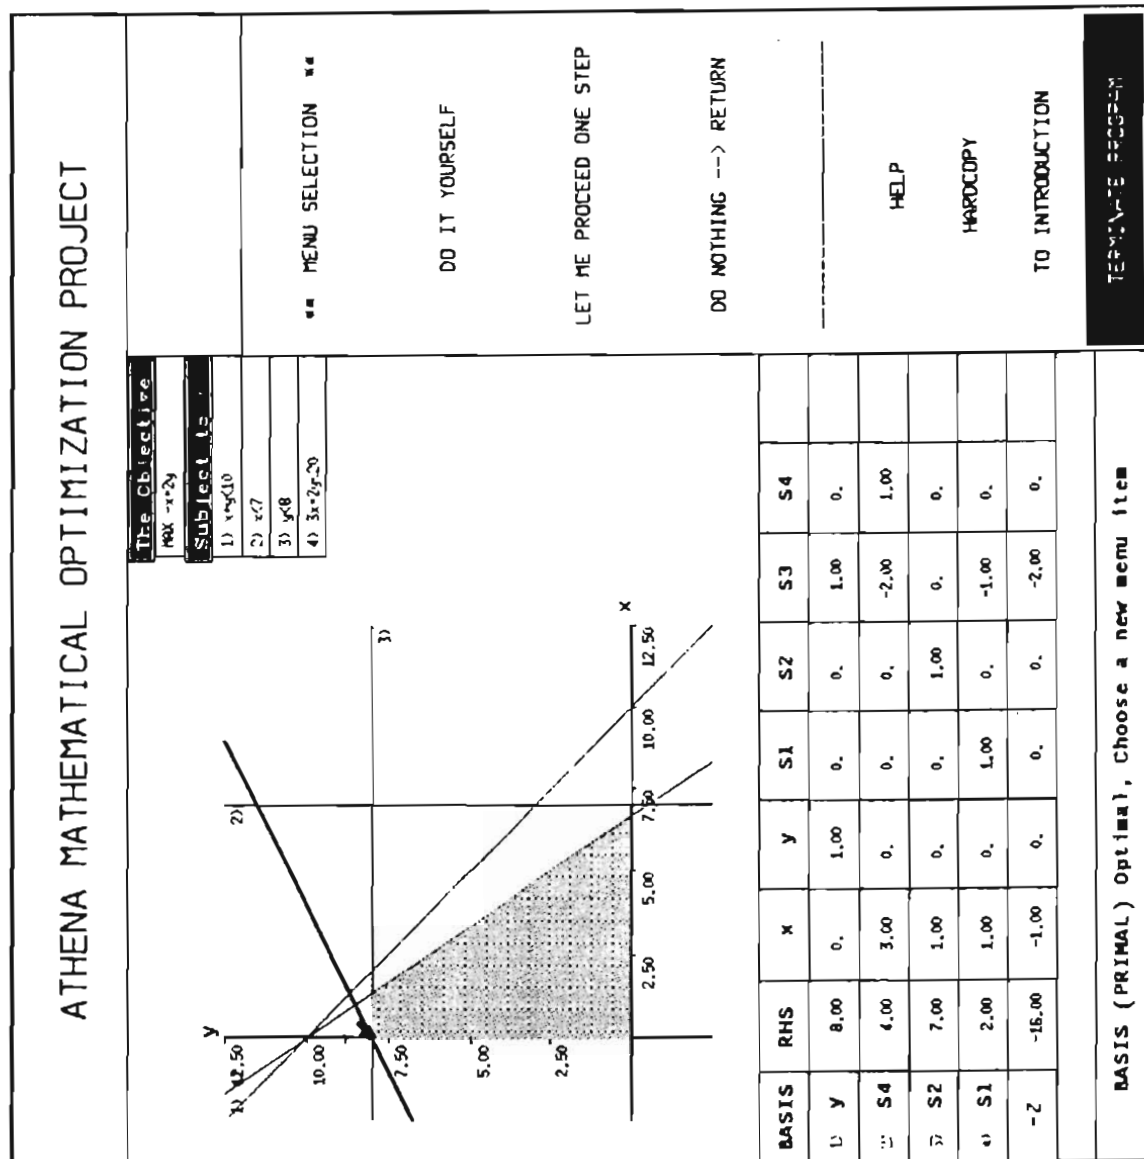 ATHENA MATHEMATICAL OPTIMIZATION PROJECT
The Objective
MAX -x+2y
Subject to
1) x+y<10
2) x<7
3) y<8
4) 3x+2y<20
** MENU SELECTION **
DO IT YOURSELF
LET ME PROCEED ONE STEP
DO NOTHING --> RETURN
HELP
HARDCOPY
TO INTRODUCTION
TERMINATE PROGRAM
y
12.50
10.00
7.50
5.00
2.50
2.50 5.00 7.50 10.00 12.50
x
1)
2)
3)
BASIS RHS x y S1 S2 S3 S4
1) y 8.00 0. 1.00 0. 0. 1.00 0.
S4 4.00 3.00 0. 0. 0. -2.00 1.00
3) S2 7.00 1.00 0. 0. 1.00 0. 0.
4) S1 2.00 1.00 0. 1.00 0. -1.00 0.
-Z -16.00 -1.00 0. 0. 0. -2.00 0.
BASIS (PRIMAL) Optimal, Choose a new menu item